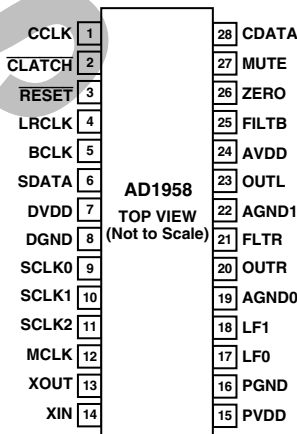 CCLK 1 28 CDATA
CLATCH 2 27 MUTE
RESET 3 26 ZERO
LRCLK 4 25 FILTB
BCLK 5 24 AVDD
SDATA 6 23 OUTL
AD1958
DVDD 7 22 AGND1
TOP VIEW
DGND 8 (Not to Scale) 21 FLTR
SCLK0 9 20 OUTR
SCLK1 10 19 AGND0
SCLK2 11 18 LF1
MCLK 12 17 LF0
XOUT 13 16 PGND
XIN 14 15 PVDD